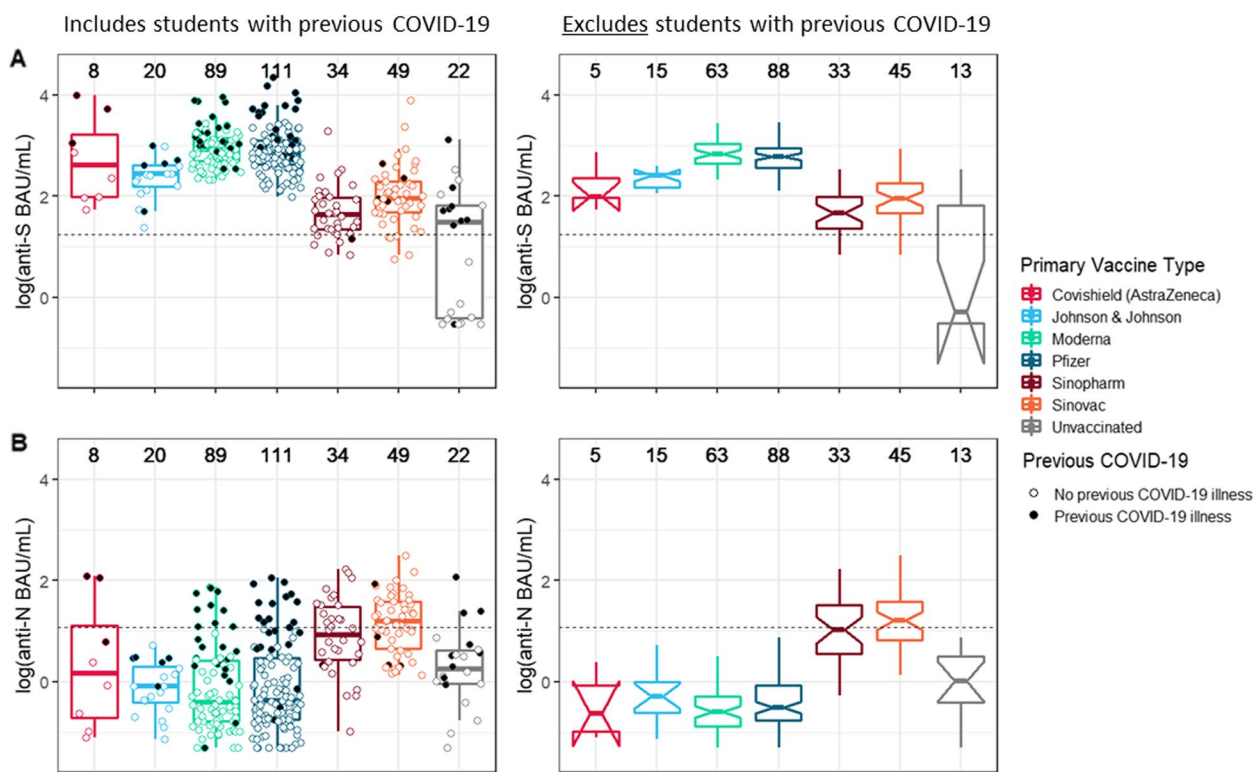 Includes students with previous COVID-19
Excludes students with previous COVID-19
A
8 20 89 111 34 49 22
5 15 63 88 33 45 13
log(anti-S BAU/mL)
4
2
0
log(anti-S BAU/mL)
4
2
0
Primary Vaccine Type
Covishield (AstraZeneca)
Johnson & Johnson
Moderna
Pfizer
Sinopharm
Sinovac
Unvaccinated
Previous COVID-19
No previous COVID-19 illness
Previous COVID-19 illness
B
8 20 89 111 34 49 22
5 15 63 88 33 45 13
log(anti-N BAU/mL)
4
2
0
log(anti-N BAU/mL)
4
2
0